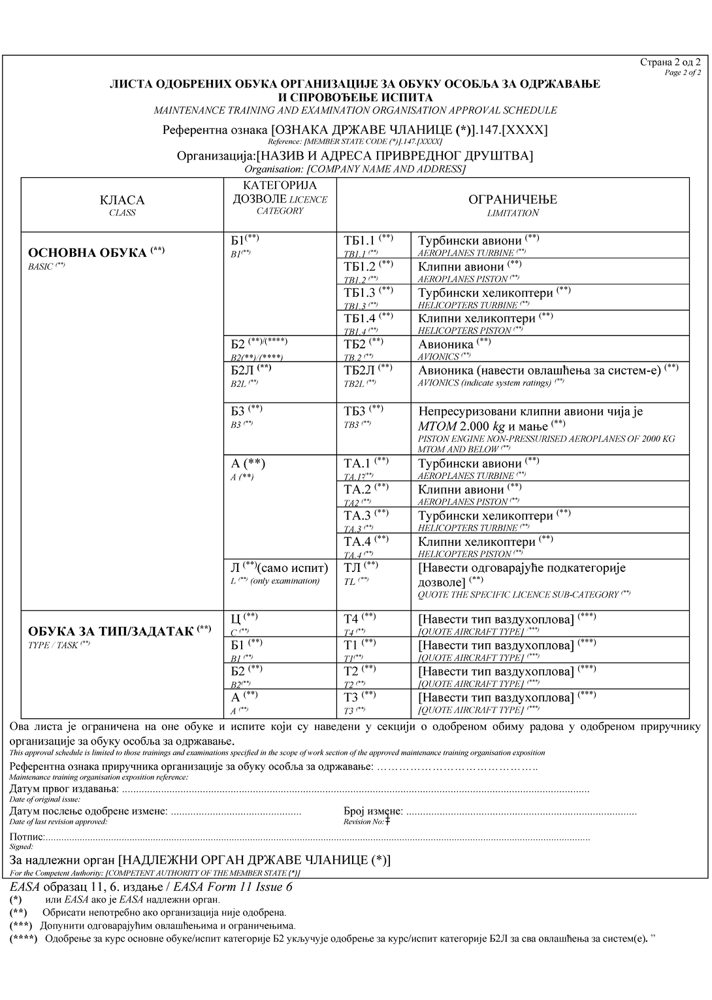 Страна 2 од 2
Page 2 of 2
ЛИСТА ОДОБРЕНИХ ОБУКА ОРГАНИЗАЦИЈЕ ЗА ОБУКУ ОСОБЉА ЗА ОДРЖАВАЊЕ
И СПРОВОЂЕЊЕ ИСПИТА
MAINTENANCE TRAINING AND EXAMINATION ORGANISATION APPROVAL SCHEDULE
Референтна ознака [ОЗНАКА ДРЖАВЕ ЧЛАНИЦЕ (*)].147.[XXXX]
Reference: [MEMBER STATE CODE (*)].147.[XXXX]
Организација:[НАЗИВ И АДРЕСА ПРИВРЕДНОГ ДРУШТВА]
Organisation: [COMPANY NAME AND ADDRESS]
КЛАСА
CLASS
КАТЕГОРИЈА
ДОЗВОЛЕ LICENCE
CATEGORY
ОГРАНИЧЕЊЕ
LIMITATION
ОСНОВНА ОБУКА (**)
BASIC (**)
Б1(**)
B1(**)
ТБ1.1 (**)
TB1.1 (**)
Турбински авиони (**)
AEROPLANES TURBINE (**)
ТБ1.2 (**)
TB1.2 (**)
Клипни авиони (**)
AEROPLANES PISTON (**)
ТБ1.3 (**)
TB1.3 (**)
Турбински хеликоптери (**)
HELICOPTERS TURBINE (**)
ТБ1.4 (**)
TB1.4 (**)
Клипни хеликоптери (**)
HELICOPTERS PISTON (**)
Б2 (**)/(****)
B2(**)/(****)
ТБ2 (**)
TB.2 (**)
Авионика (**)
AVIONICS (**)
Б2Л (**)
B2L (**)
ТБ2Л (**)
TB2L (**)
Авионика (навести овлашћења за систем-е) (**)
AVIONICS (indicate system ratings) (**)
Б3 (**)
B3 (**)
ТБ3 (**)
TB3 (**)
Непресуризовани клипни авиони чија је
MTOM 2.000 kg и мање (**)
PISTON ENGINE NON-PRESSURISED AEROPLANES OF 2000 KG
MTOM AND BELOW (**)
А (**)
A (**)
ТА.1 (**)
TA.1 (**)
Турбински авиони (**)
AEROPLANES TURBINE (**)
ТА.2 (**)
TA2 (**)
Клипни авиони (**)
AEROPLANES PISTON (**)
ТА.3 (**)
TA.3 (**)
Турбински хеликоптери (**)
HELICOPTERS TURBINE (**)
ТА.4 (**)
TA.4 (**)
Клипни хеликоптери (**)
HELICOPTERS PISTON (**)
Л (**)(само испит)
L (**) (only examination)
ТЛ (**)
TL (**)
[Навести одговарајуће подкатегорије
дозволе] (**)
QUOTE THE SPECIFIC LICENCE SUB-CATEGORY (**)
ОБУКА ЗА ТИП/ЗАДАТАК (**)
TYPE / TASK (**)
Ц (**)
C (**)
Т4 (**)
T4 (**)
[Навести тип ваздухоплова] (***)
[QUOTE AIRCRAFT TYPE] (***)
Б1 (**)
B1 (**)
Т1 (**)
T1(**)
[Навести тип ваздухоплова] (***)
[QUOTE AIRCRAFT TYPE] (***)
Б2 (**)
B2(**)
Т2 (**)
T2 (**)
[Навести тип ваздухоплова] (***)
[QUOTE AIRCRAFT TYPE] (***)
А (**)
A (**)
Т3 (**)
T3 (**)
[Навести тип ваздухоплова] (***)
[QUOTE AIRCRAFT TYPE] (***)
Ова листа је ограничена на оне обуке и испите који су наведени у секцији о одобреном обиму радова у одобреном приручнику
организације за обуку особља за одржавање.
This approval schedule is limited to those trainings and examinations specified in the scope of work section of the approved maintenance training organisation exposition
Референтна ознака приручника организације за обуку особља за одржавање: …………………………………..
Maintenance training organisation exposition reference:
Датум првог издавања: ........................................................................................................................
Date of original issue:
Датум послење одобрене измене: ................................................ Број измене: ....................................................................................
Date of last revision approved: Revision No:
Потпис:......................................................................................................................................................
Signed:
За надлежни орган [НАДЛЕЖНИ ОРГАН ДРЖАВЕ ЧЛАНИЦЕ (*)]
For the Competent Authority: [COMPETENT AUTHORITY OF THE MEMBER STATE (*)]
EASA образац 11, 6. издање / EASA Form 11 Issue 6
(*) или EASA ако је EASA надлежни орган.
(**) Обрисати непотребно ако организација није одобрена.
(***) Допунити одговарајућим овлашћењима и ограничењима.
(****) Одобрење за курс основне обуке/испит категорије Б2 укључује одобрење за курс/испит категорије Б2Л за сва овлашћења за систем(е). ”